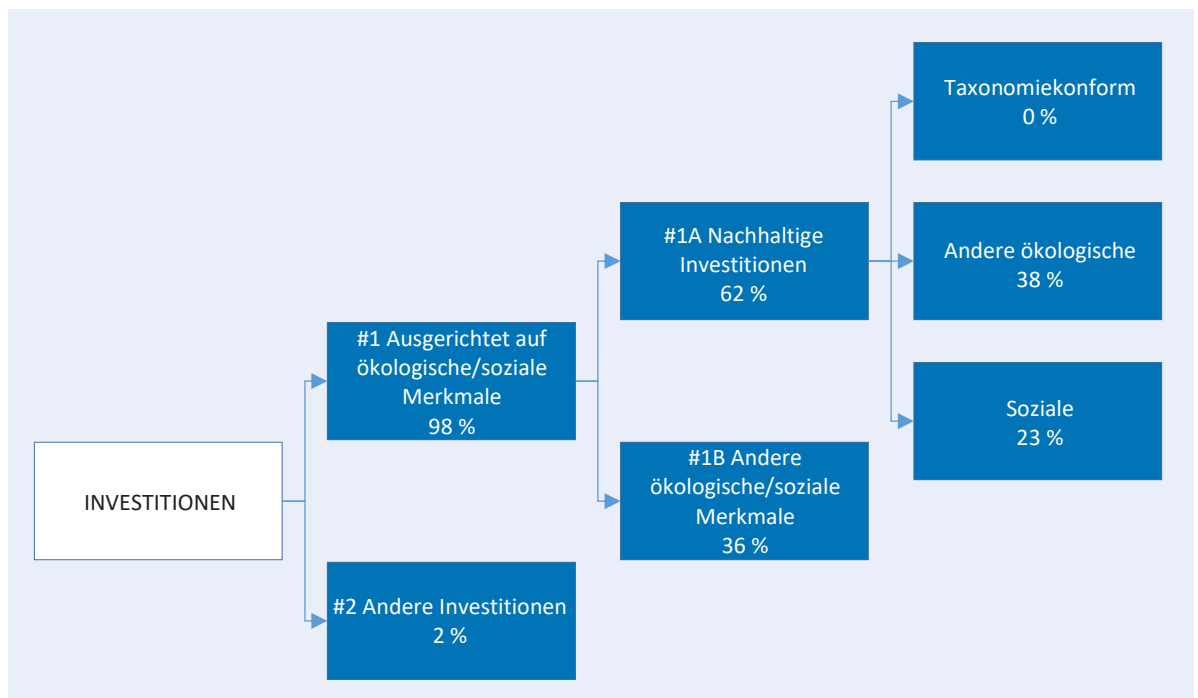 INVESTITIONEN
#1 Ausgerichtet auf
ökologische/soziale
Merkmale
98 %
#2 Andere Investitionen
2 %
#1A Nachhaltige
Investitionen
62 %
#1B Andere
ökologische/soziale
Merkmale
36 %
Taxonomiekonform
0 %
Andere ökologische
38 %
Soziale
23 %